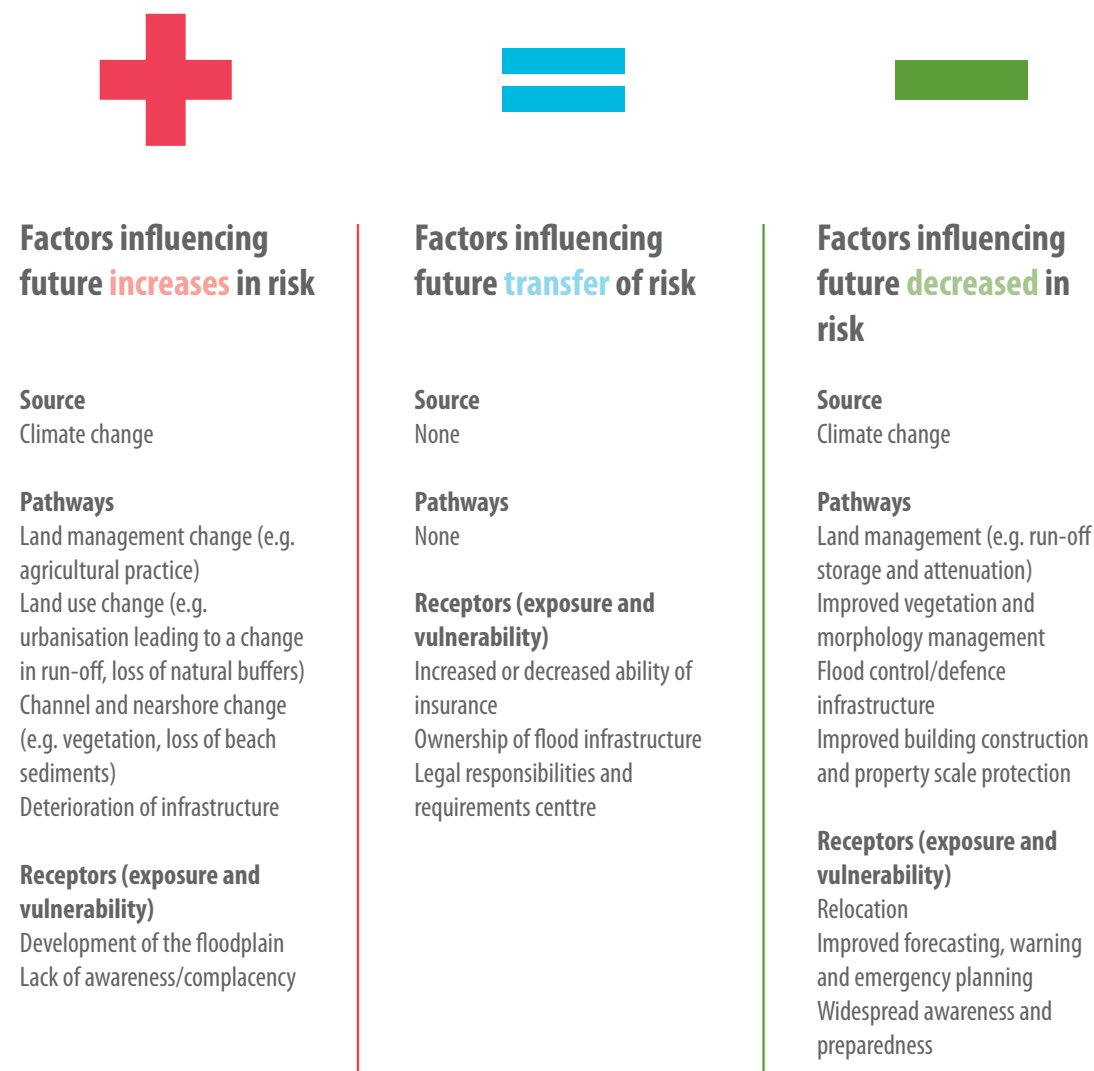 Factors influencing
future increases in risk
Source
Climate change
Pathways
Land management change (e.g.
agricultural practice)
Land use change (e.g.
urbanisation leading to a change
in run-off, loss of natural buffers)
Channel and nearshore change
(e.g. vegetation, loss of beach
sediments)
Deterioration of infrastructure
Receptors (exposure and
vulnerability)
Development of the floodplain
Lack of awareness/complacency
Factors influencing
future transfer of risk
Source
None
Pathways
None
Receptors (exposure and
vulnerability)
Increased or decreased ability of
insurance
Ownership of flood infrastructure
Legal responsibilities and
requirements centtre
Factors influencing
future decreased in
risk
Source
Climate change
Pathways
Land management (e.g. run-off
storage and attenuation)
Improved vegetation and
morphology management
Flood control/defence
infrastructure
Improved building construction
and property scale protection
Receptors (exposure and
vulnerability)
Relocation
Improved forecasting, warning
and emergency planning
Widespread awareness and
preparedness